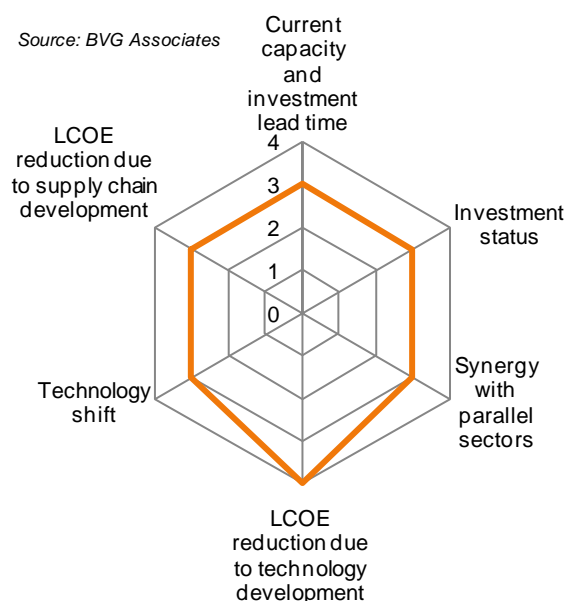 Source: BVG Associates
Current
capacity
and
investment
lead time
LCOE
reduction due
to supply chain
development
4
3
2
1
0
Investment
status
Technology
shift
Synergy
with
parallel
sectors
LCOE
reduction due
to technology
development